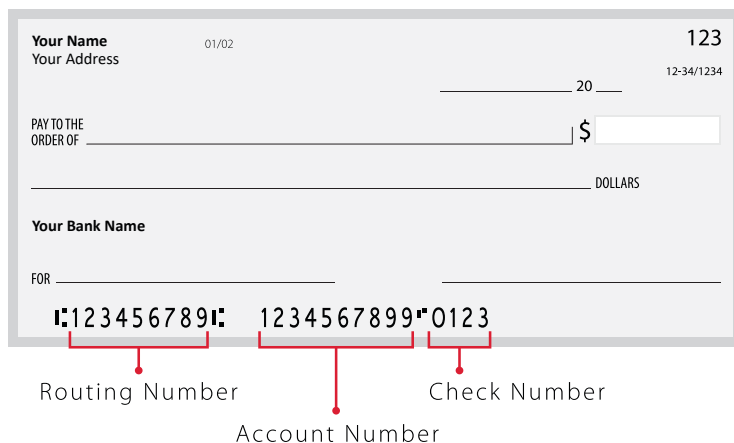 Your Name 01/02 123
Your Address
12-34/1234
20
PAY TO THE
ORDER OF $
DOLLARS
Your Bank Name
FOR
⑆123456789⑆ 1234567899⑈0123
Routing Number Check Number
Account Number